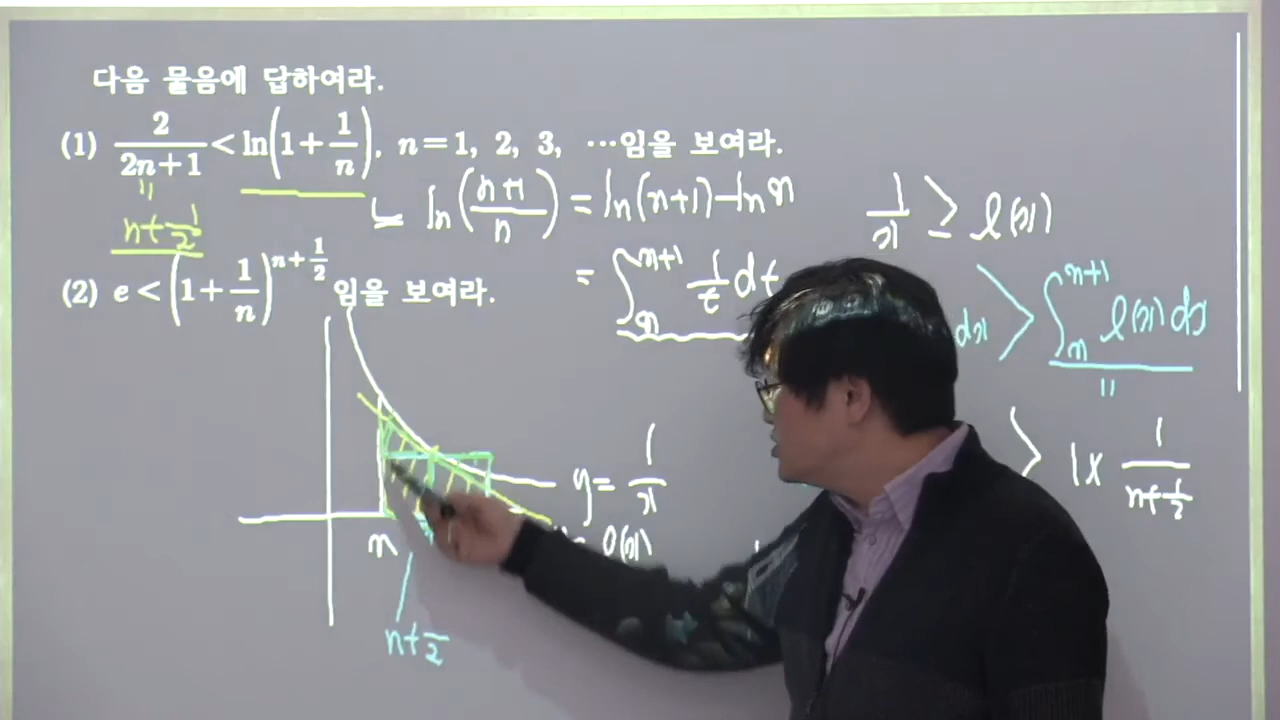 다음 물음에 답하여라.
(1) 2/(2n+1) < ln(1+1/n), n=1, 2, 3, …임을 보여라.
= 1/(n+1/2)
ln((n+1)/n) = ln(n+1) - ln n
= ∫_n^{n+1} 1/t dt
(2) e < (1+1/n)^{n+1/2} 임을 보여라.
1/x ≥ l(x)
dx > ∫_n^{n+1} l(x) dx
=
> 1× 1/(n+1/2)
y = 1/x
l(x)
n
n+1/2